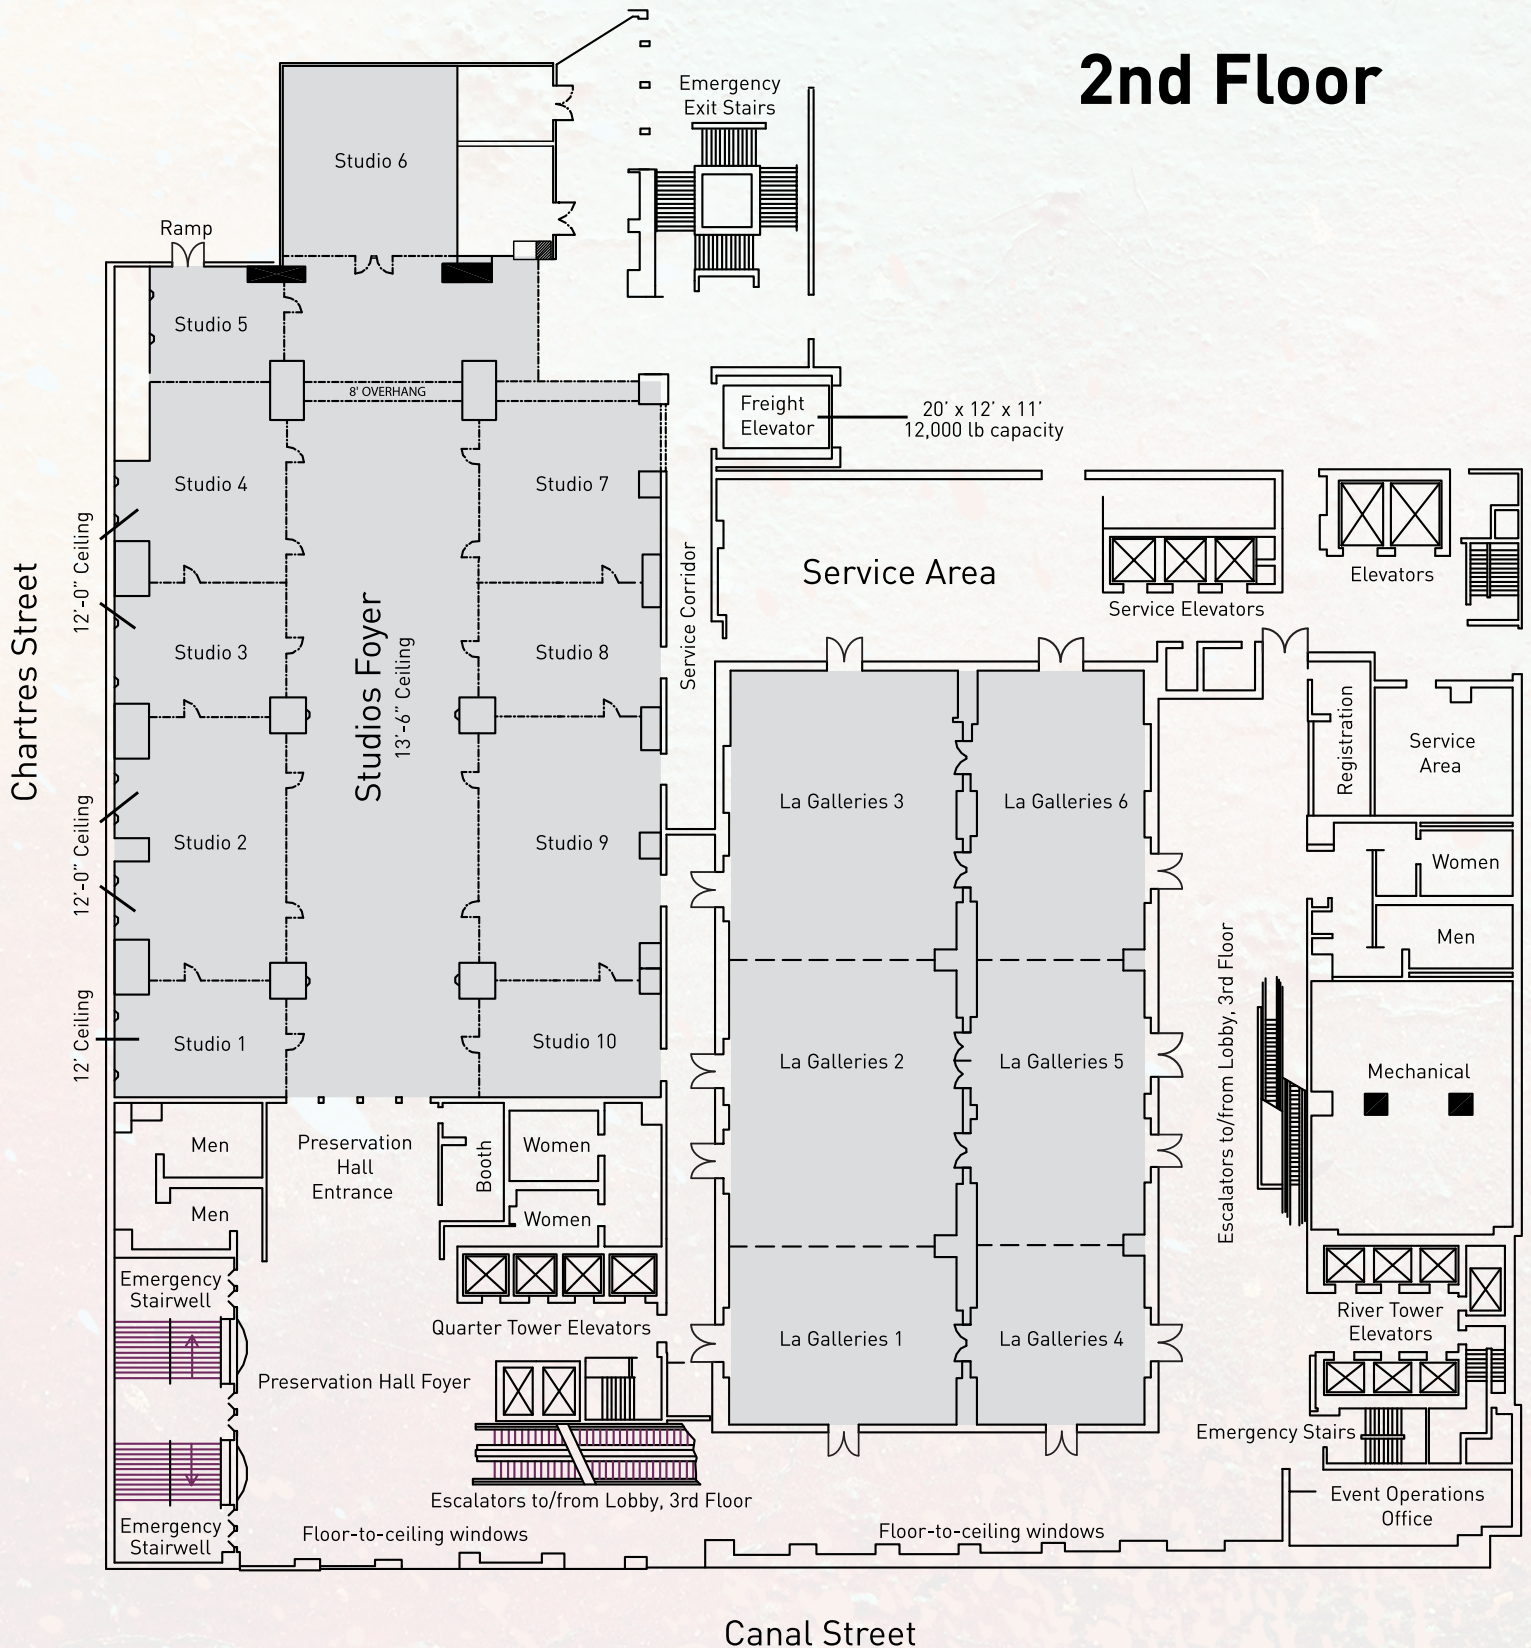 2nd Floor
Emergency
Exit Stairs
Studio 6
Ramp
Studio 5
8' OVERHANG
Freight
Elevator
20' x 12' x 11'
12,000 lb capacity
Studio 4
Studio 7
12'-0" Ceiling
Chartres Street
Studios Foyer
13'-6" Ceiling
Service Corridor
Service Area
Service Elevators
Elevators
Studio 3
Studio 8
Registration
Service
Area
La Galleries 3
La Galleries 6
12'-0" Ceiling
Studio 2
Studio 9
Women
Men
Escalators to/from Lobby, 3rd Floor
12' Ceiling
Studio 1
Studio 10
La Galleries 2
La Galleries 5
Mechanical
Men
Preservation
Hall
Entrance
Booth
Women
Men
Women
Emergency
Stairwell
Quarter Tower Elevators
La Galleries 1
La Galleries 4
River Tower
Elevators
Preservation Hall Foyer
Emergency Stairs
Escalators to/from Lobby, 3rd Floor
Event Operations
Office
Emergency
Stairwell
Floor-to-ceiling windows
Floor-to-ceiling windows
Canal Street